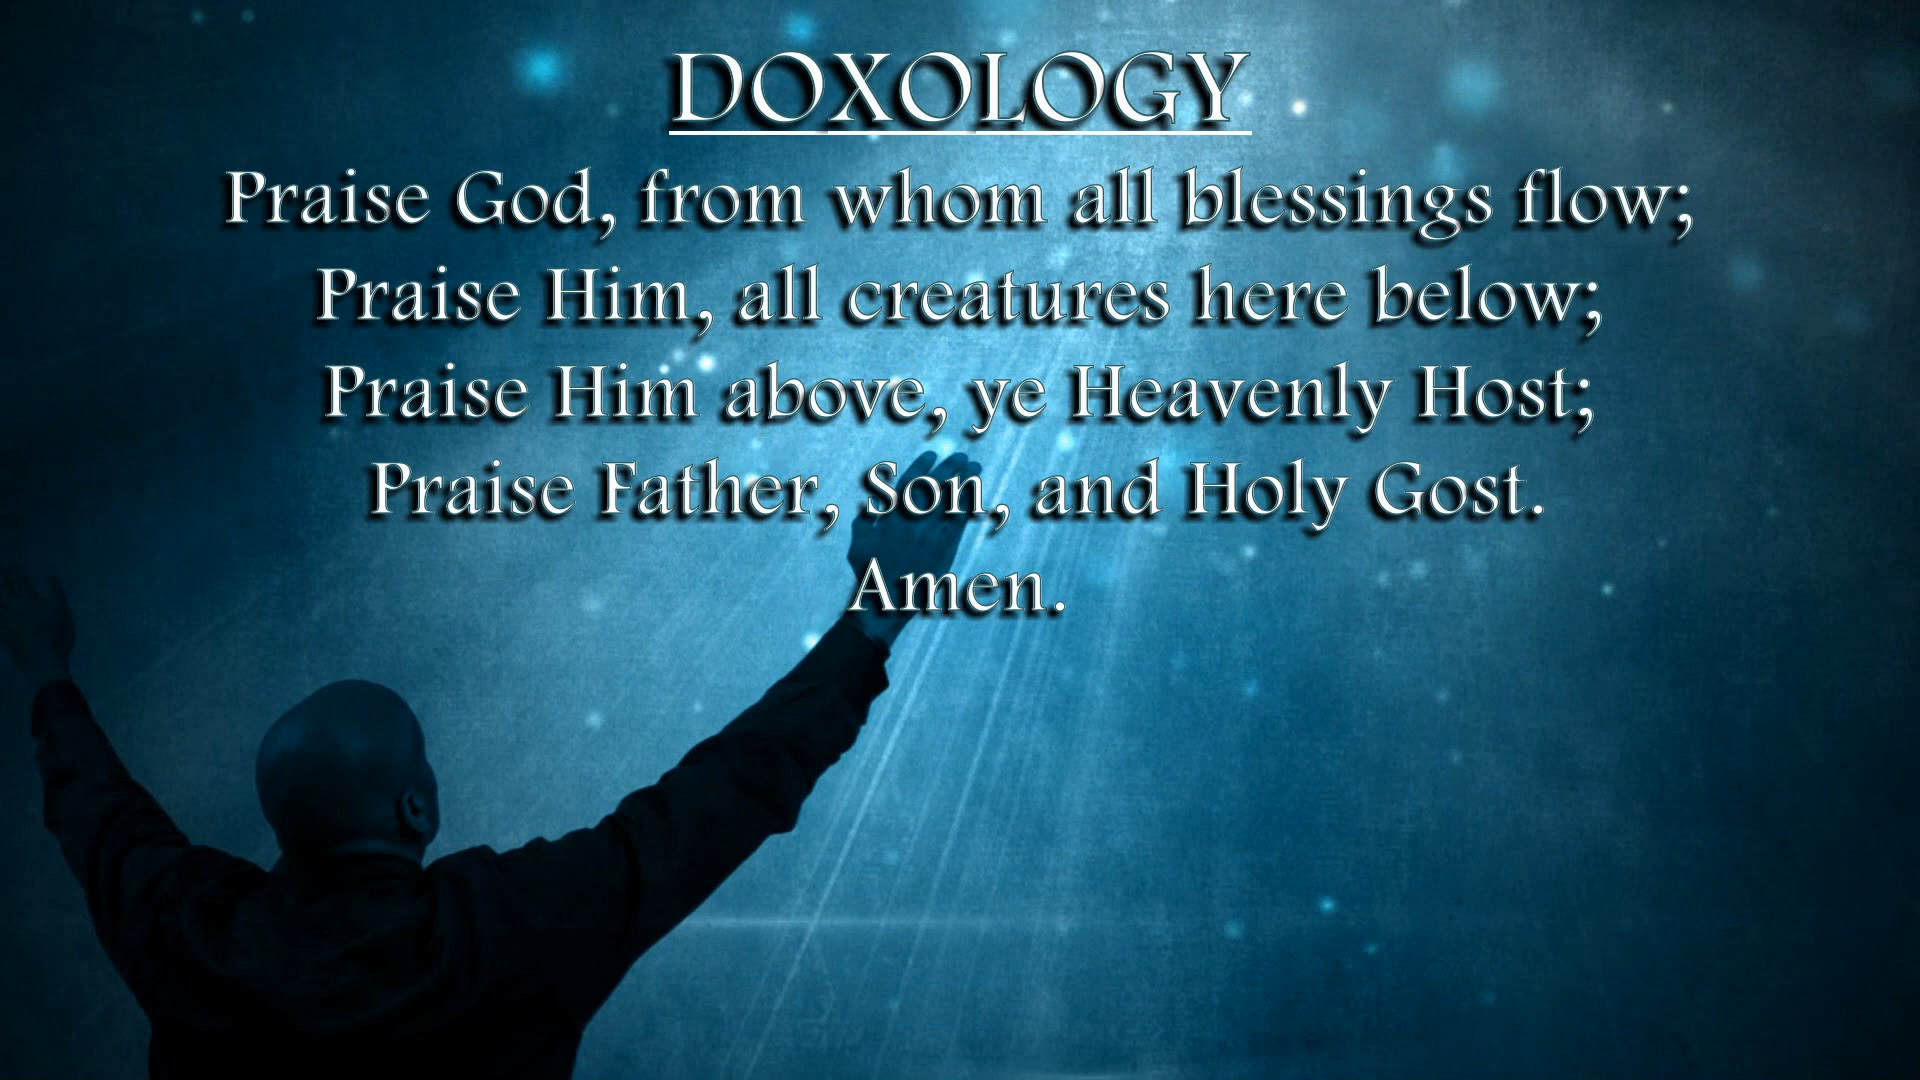 DOXOLOGY
Praise God, from whom all blessings flow;
Praise Him, all creatures here below;
Praise Him above, ye Heavenly Host;
Praise Father, Son, and Holy Gost.
Amen.